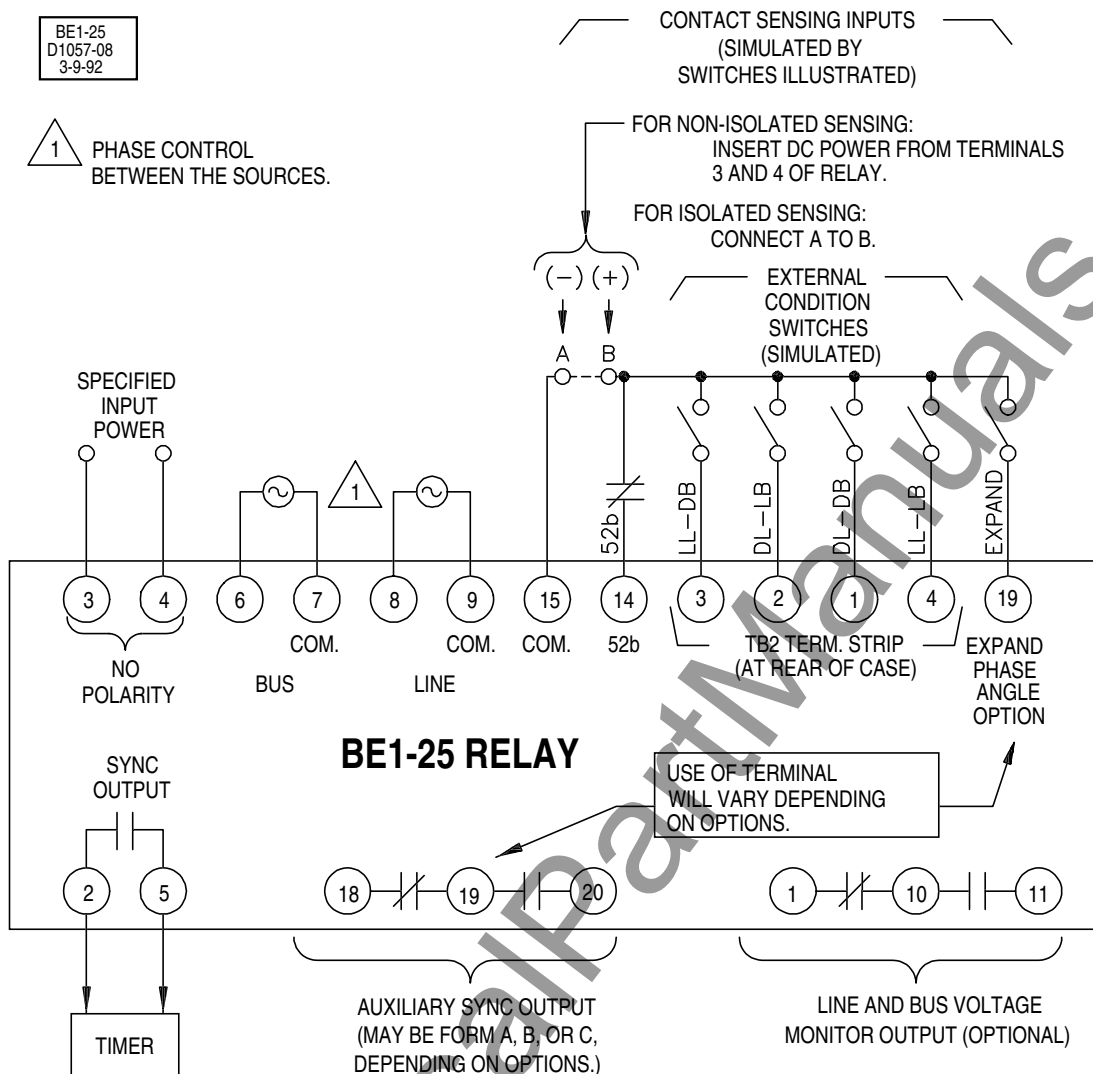 BE1-25
D1057-08
3-9-92
CONTACT SENSING INPUTS
(SIMULATED BY
SWITCHES ILLUSTRATED)
1 PHASE CONTROL
BETWEEN THE SOURCES.
FOR NON-ISOLATED SENSING:
INSERT DC POWER FROM TERMINALS
3 AND 4 OF RELAY.
FOR ISOLATED SENSING:
CONNECT A TO B.
(-) (+)
EXTERNAL
CONDITION
SWITCHES
(SIMULATED)
A B
SPECIFIED
INPUT
POWER
1
52b
LL-DB
DL-LB
DL-DB
LL-LB
EXPAND
3 4 6 7 8 9 15 14 3 2 1 4 19
NO
POLARITY
COM.
BUS
COM.
LINE
COM.
52b
TB2 TERM. STRIP
(AT REAR OF CASE)
EXPAND
PHASE
ANGLE
OPTION
BE1-25 RELAY
SYNC
OUTPUT
USE OF TERMINAL
WILL VARY DEPENDING
ON OPTIONS.
2 5 18 19 20 1 10 11
TIMER
AUXILIARY SYNC OUTPUT
(MAY BE FORM A, B, OR C,
DEPENDING ON OPTIONS.)
LINE AND BUS VOLTAGE
MONITOR OUTPUT (OPTIONAL)
alPartManuals